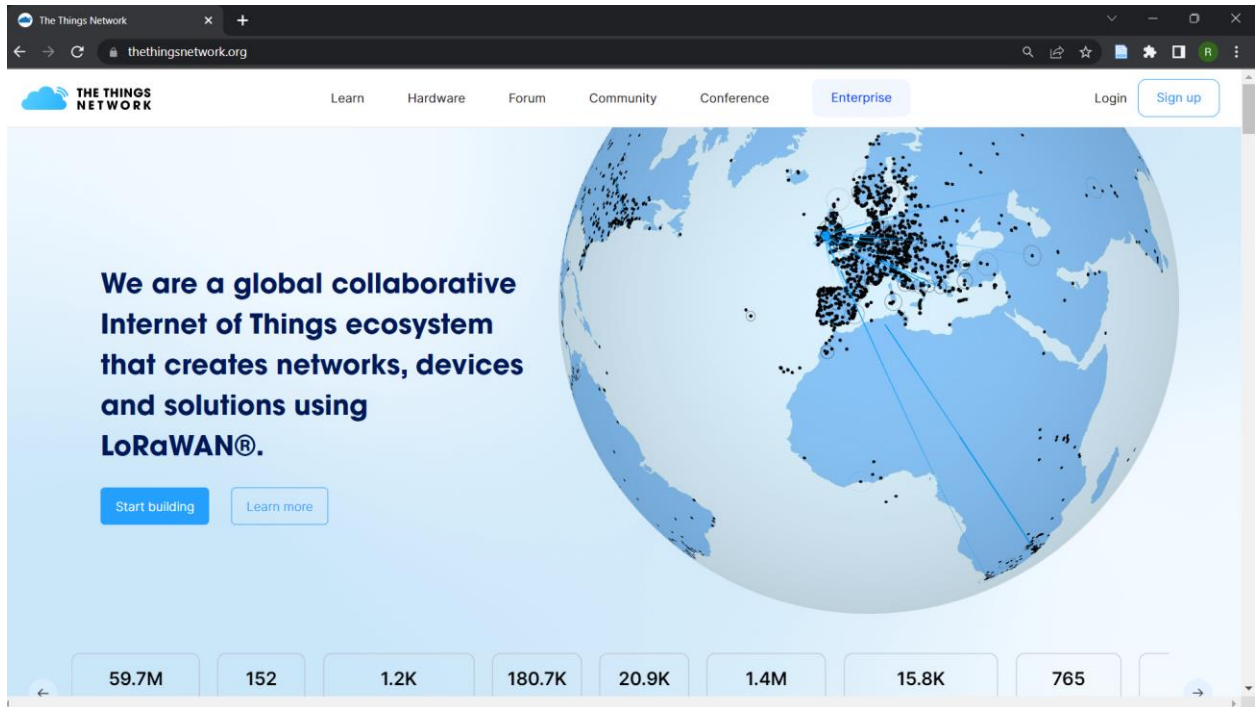 The Things Network
thethingsnetwork.org
R
THE THINGS
NETWORK
Learn Hardware Forum Community Conference Enterprise Login Sign up
We are a global collaborative
Internet of Things ecosystem
that creates networks, devices
and solutions using
LoRaWAN®.
Start building Learn more
59.7M 152 1.2K 180.7K 20.9K 1.4M 15.8K 765